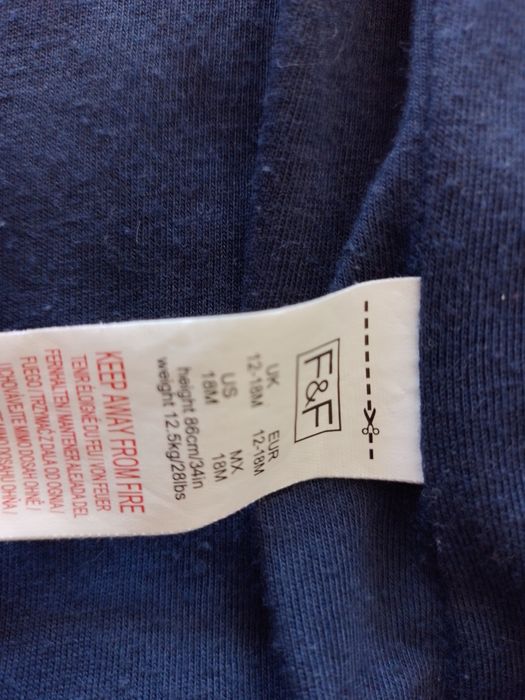 F&F
UK EUR
12-18M 12-18M
US MX
18M 18M
height 86cm/34in
weight 12.5kg/28lbs
KEEP AWAY FROM FIRE
TENIR ÉLOIGNÉ DU FEU / VON FEUER
FERNHALTEN / MANTENER ALEJADA DEL
FUEGO / TRZYMAĆ Z DALA OD OGNIA /
UCHOVÁVEJTE MIMO DOSAH OHNĚ /